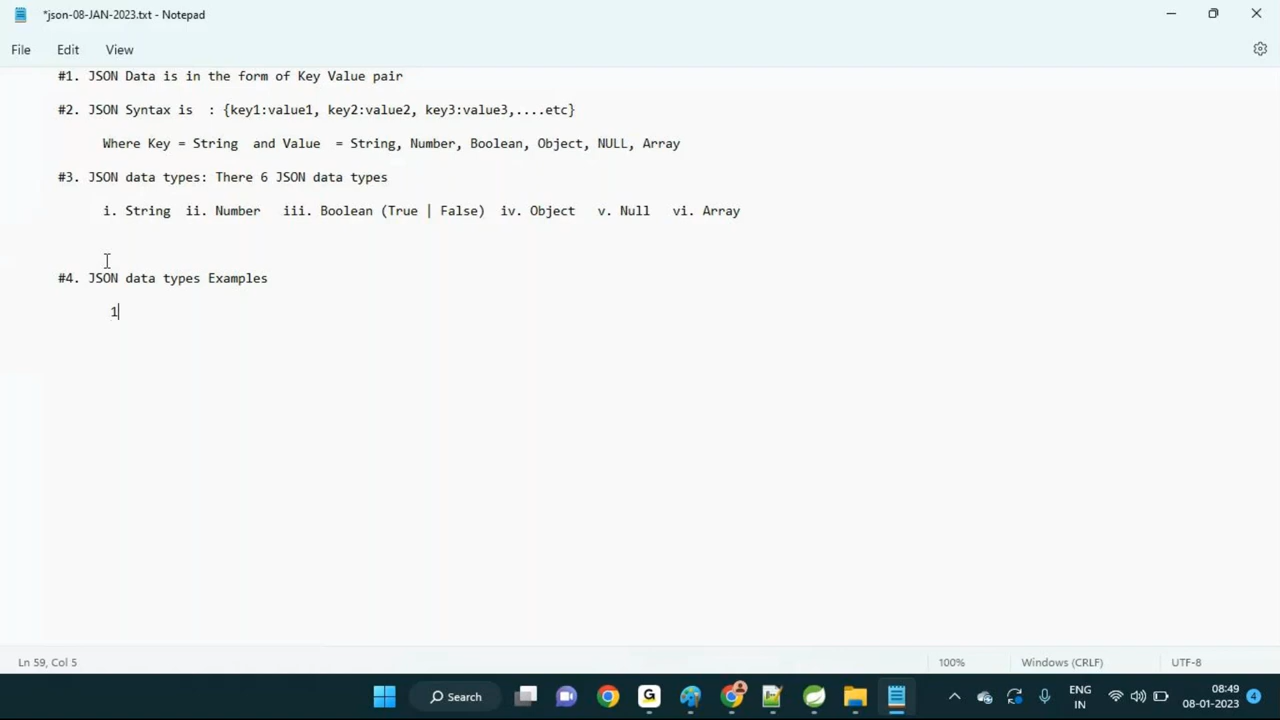 *json-08-JAN-2023.txt - Notepad
File Edit View
#1. JSON Data is in the form of Key Value pair
#2. JSON Syntax is : {key1:value1, key2:value2, key3:value3,....etc}
Where Key = String and Value = String, Number, Boolean, Object, NULL, Array
#3. JSON data types: There 6 JSON data types
i. String ii. Number iii. Boolean (True | False) iv. Object v. Null vi. Array
#4. JSON data types Examples
1
Ln 59, Col 5 100% Windows (CRLF) UTF-8
Search G ENG 08:49
IN 08-01-2023 4